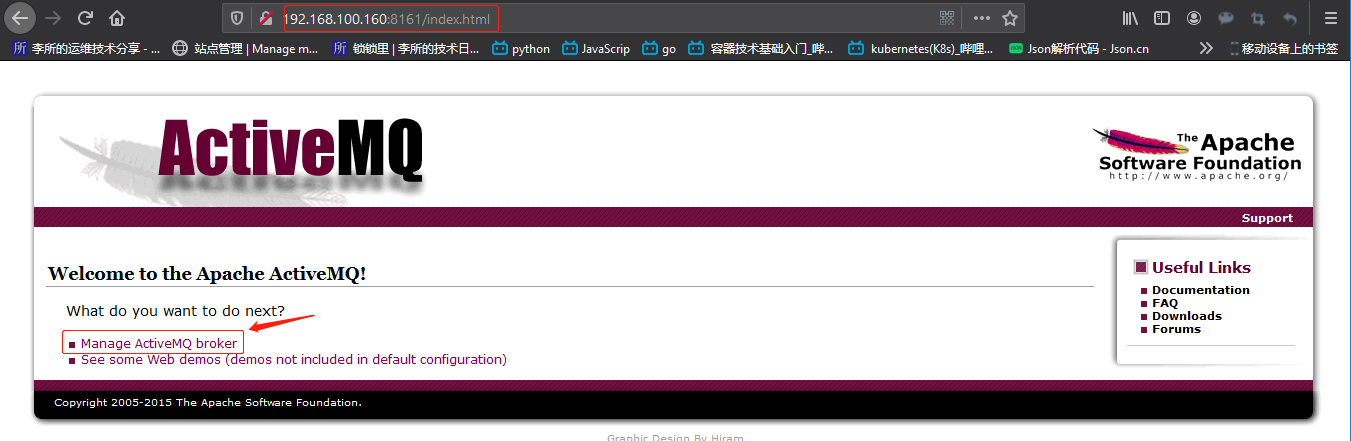 192.168.100.160:8161/index.html
所 李所的运维技术分享 - ... 站点管理 | Manage m... 所 锁锁里 | 李所的技术日... python JavaScrip go 容器技术基础入门_哔... kubernetes(K8s)_哔哩... Json解析代码 - Json.cn 移动设备上的书签
ActiveMQ
The Apache
Software Foundation
http://www.apache.org/
Support
Welcome to the Apache ActiveMQ!
What do you want to do next?
Manage ActiveMQ broker
See some Web demos (demos not included in default configuration)
Useful Links
Documentation
FAQ
Downloads
Forums
Copyright 2005-2015 The Apache Software Foundation.
Graphic Design By Hiram